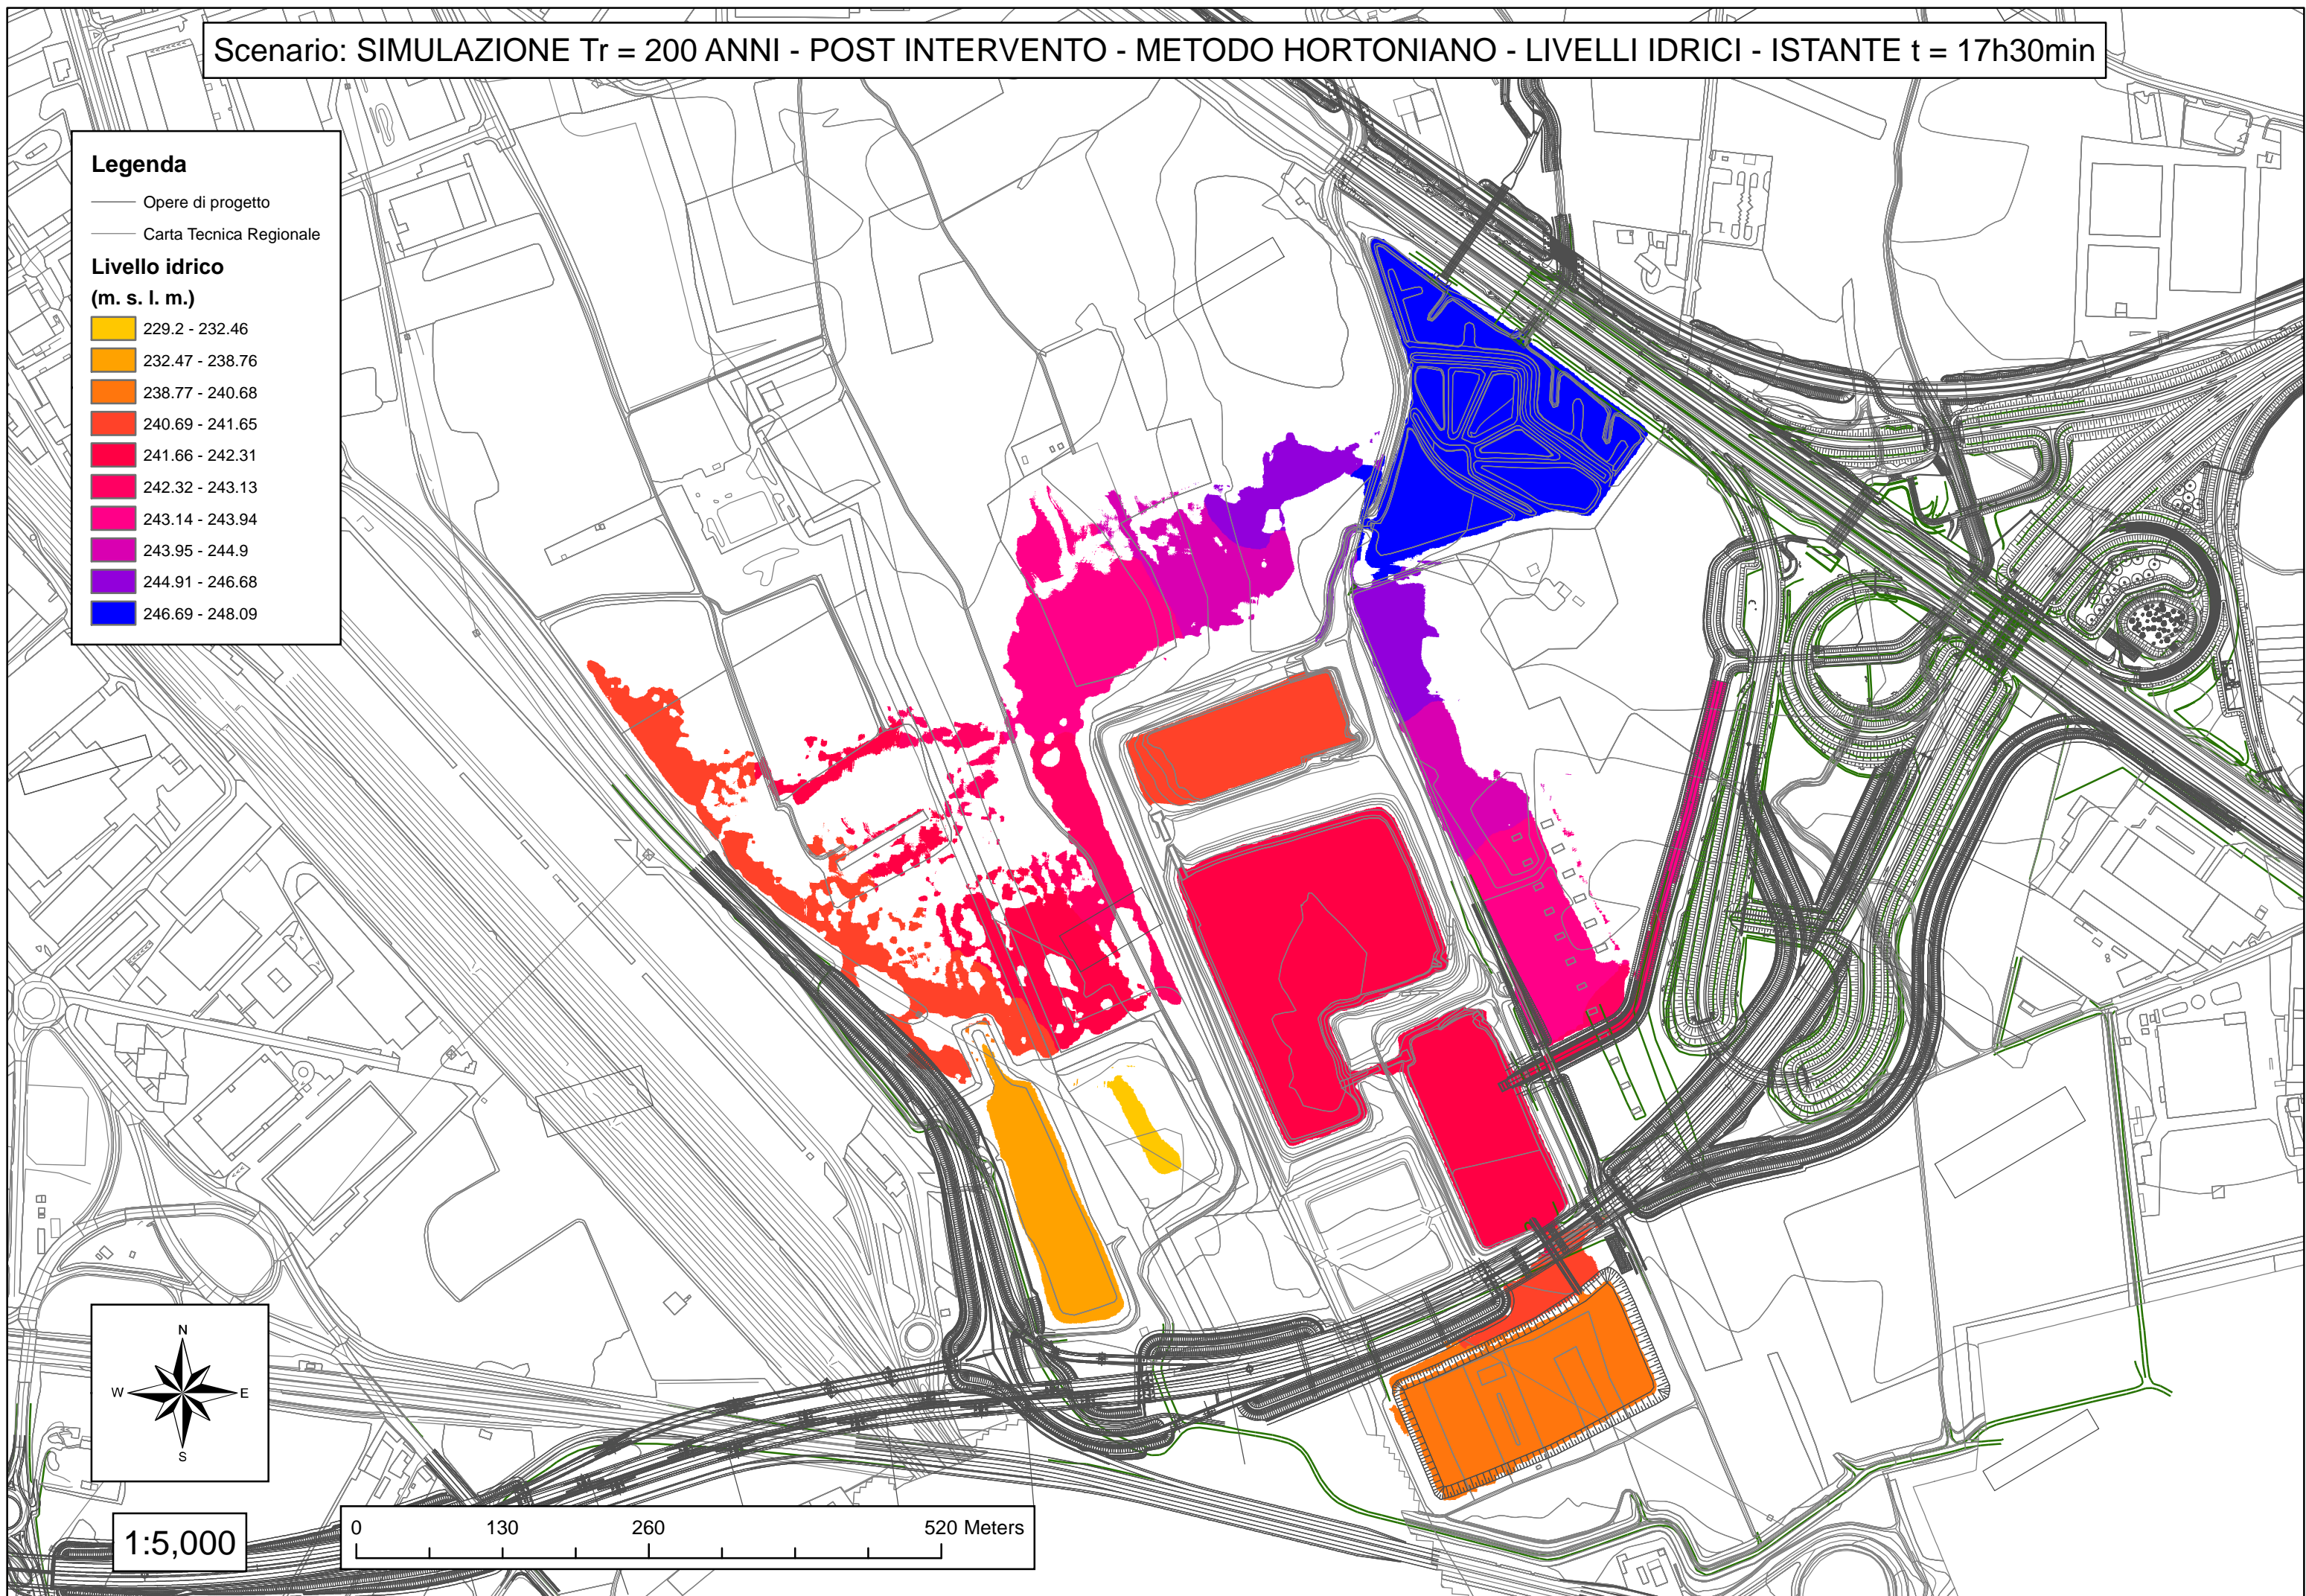 Scenario: SIMULAZIONE Tr = 200 ANNI - POST INTERVENTO - METODO HORTONIANO - LIVELLI IDRICI - ISTANTE t = 17h30min
Legenda
Opere di progetto
Carta Tecnica Regionale
Livello idrico
(m. s. l. m.)
229.2 - 232.46
232.47 - 238.76
238.77 - 240.68
240.69 - 241.65
241.66 - 242.31
242.32 - 243.13
243.14 - 243.94
243.95 - 244.9
244.91 - 246.68
246.69 - 248.09
N
W E
S
1:5,000
0 130 260 520 Meters